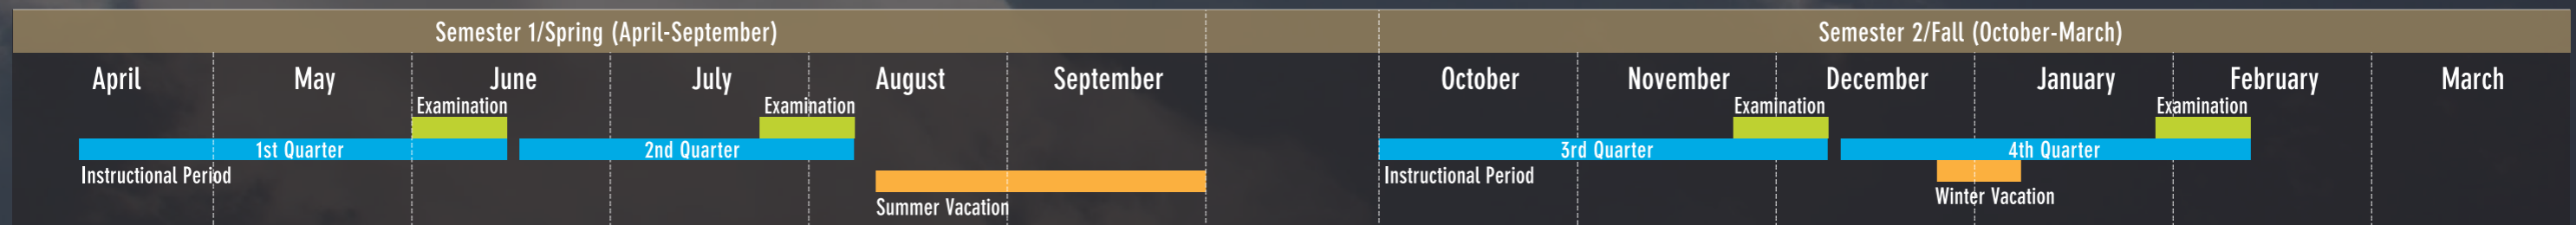 Semester 1/Spring (April-September)
Semester 2/Fall (October-March)
April
May
June
July
August
September
October
November
December
January
February
March
Examination
Examination
Examination
Examination
1st Quarter
2nd Quarter
3rd Quarter
4th Quarter
Instructional Period
Instructional Period
Summer Vacation
Winter Vacation